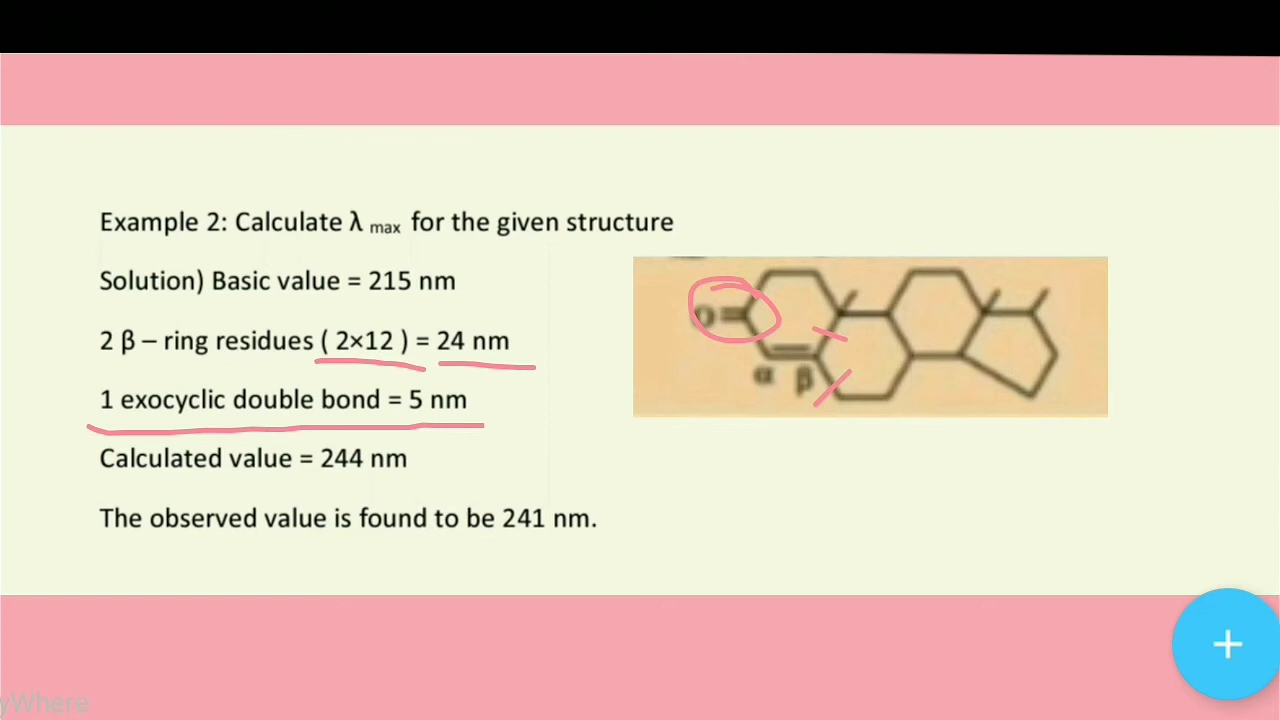 Example 2: Calculate λ max for the given structure
Solution) Basic value = 215 nm
2 β – ring residues ( 2×12 ) = 24 nm
1 exocyclic double bond = 5 nm
Calculated value = 244 nm
The observed value is found to be 241 nm.
O
α β
+
yWhere